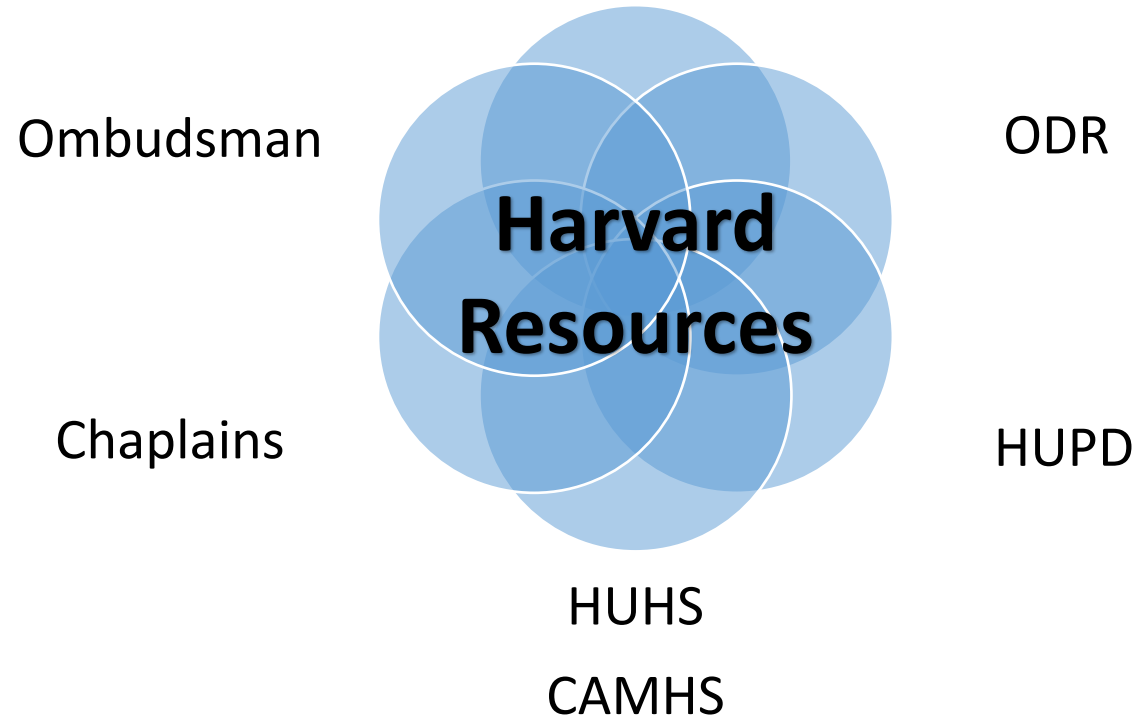 Ombudsman
ODR
Harvard
Resources
Chaplains
HUPD
HUHS
CAMHS